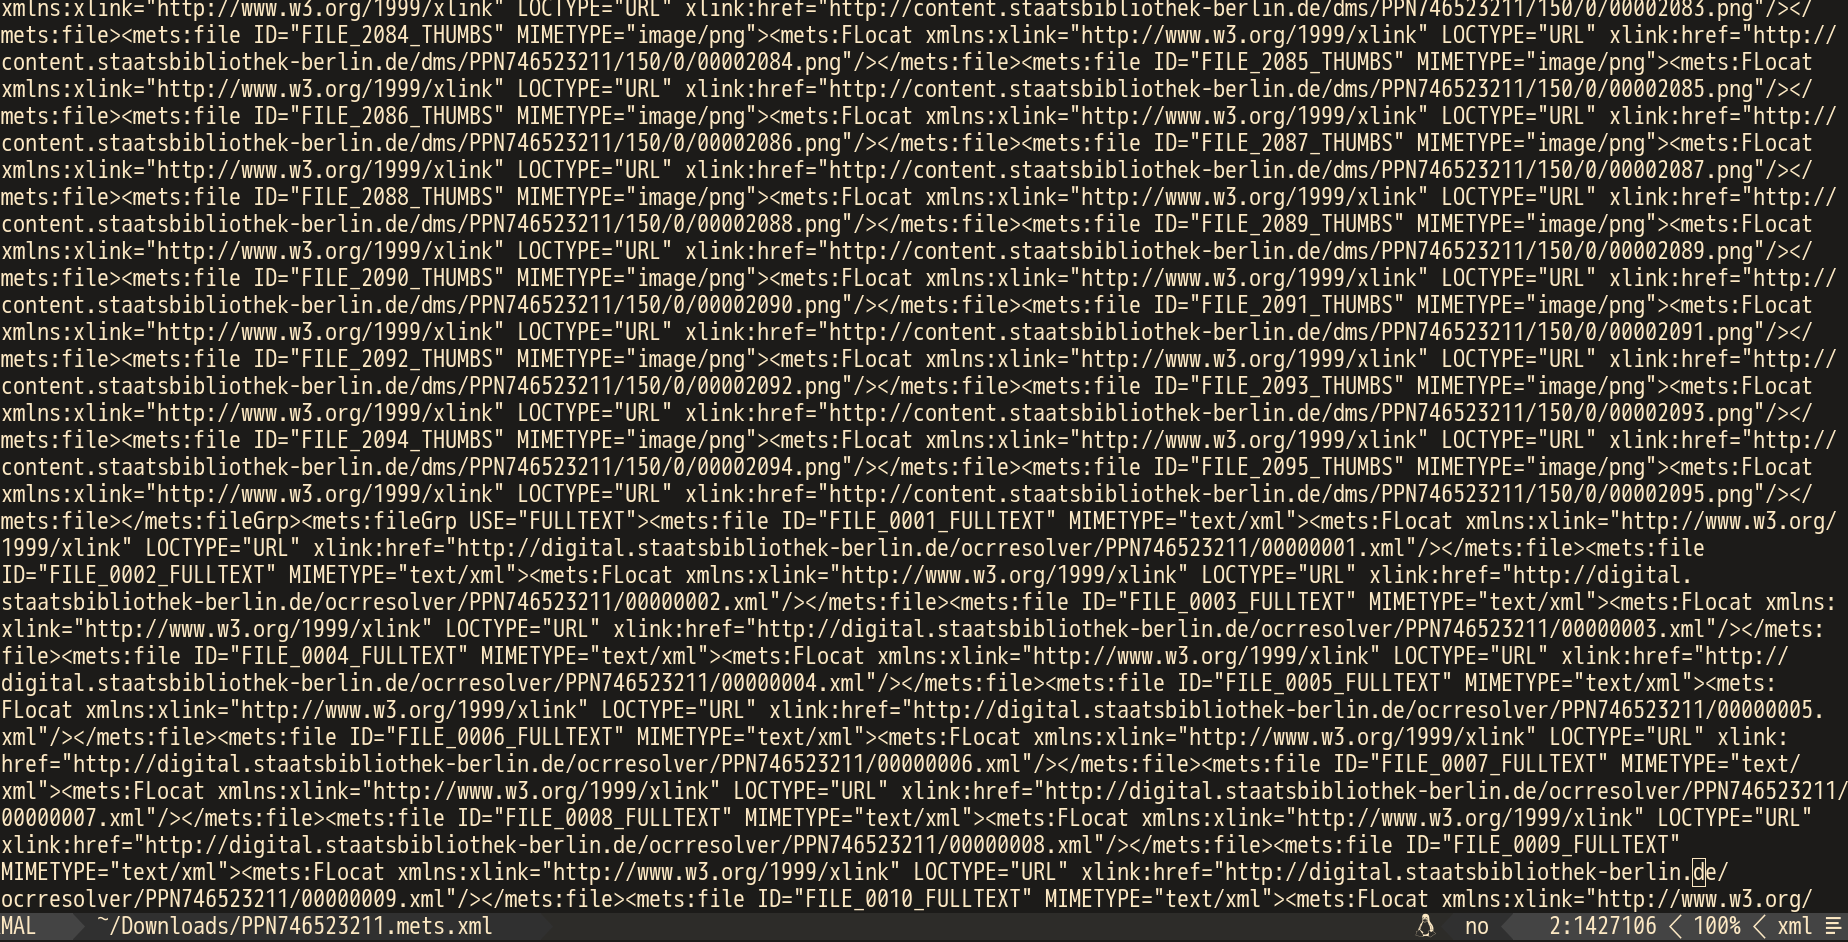 xmlns:xlink="http://www.w3.org/1999/xlink" LOCTYPE="URL" xlink:href="http://content.staatsbibliothek-berlin.de/dms/PPN746523211/150/0/00002083.png"/></
mets:file><mets:file ID="FILE_2084_THUMBS" MIMETYPE="image/png"><mets:FLocat xmlns:xlink="http://www.w3.org/1999/xlink" LOCTYPE="URL" xlink:href="http://
content.staatsbibliothek-berlin.de/dms/PPN746523211/150/0/00002084.png"/></mets:file><mets:file ID="FILE_2085_THUMBS" MIMETYPE="image/png"><mets:FLocat
xmlns:xlink="http://www.w3.org/1999/xlink" LOCTYPE="URL" xlink:href="http://content.staatsbibliothek-berlin.de/dms/PPN746523211/150/0/00002085.png"/></
mets:file><mets:file ID="FILE_2086_THUMBS" MIMETYPE="image/png"><mets:FLocat xmlns:xlink="http://www.w3.org/1999/xlink" LOCTYPE="URL" xlink:href="http://
content.staatsbibliothek-berlin.de/dms/PPN746523211/150/0/00002086.png"/></mets:file><mets:file ID="FILE_2087_THUMBS" MIMETYPE="image/png"><mets:FLocat
xmlns:xlink="http://www.w3.org/1999/xlink" LOCTYPE="URL" xlink:href="http://content.staatsbibliothek-berlin.de/dms/PPN746523211/150/0/00002087.png"/></
mets:file><mets:file ID="FILE_2088_THUMBS" MIMETYPE="image/png"><mets:FLocat xmlns:xlink="http://www.w3.org/1999/xlink" LOCTYPE="URL" xlink:href="http://
content.staatsbibliothek-berlin.de/dms/PPN746523211/150/0/00002088.png"/></mets:file><mets:file ID="FILE_2089_THUMBS" MIMETYPE="image/png"><mets:FLocat
xmlns:xlink="http://www.w3.org/1999/xlink" LOCTYPE="URL" xlink:href="http://content.staatsbibliothek-berlin.de/dms/PPN746523211/150/0/00002089.png"/></
mets:file><mets:file ID="FILE_2090_THUMBS" MIMETYPE="image/png"><mets:FLocat xmlns:xlink="http://www.w3.org/1999/xlink" LOCTYPE="URL" xlink:href="http://
content.staatsbibliothek-berlin.de/dms/PPN746523211/150/0/00002090.png"/></mets:file><mets:file ID="FILE_2091_THUMBS" MIMETYPE="image/png"><mets:FLocat
xmlns:xlink="http://www.w3.org/1999/xlink" LOCTYPE="URL" xlink:href="http://content.staatsbibliothek-berlin.de/dms/PPN746523211/150/0/00002091.png"/></
mets:file><mets:file ID="FILE_2092_THUMBS" MIMETYPE="image/png"><mets:FLocat xmlns:xlink="http://www.w3.org/1999/xlink" LOCTYPE="URL" xlink:href="http://
content.staatsbibliothek-berlin.de/dms/PPN746523211/150/0/00002092.png"/></mets:file><mets:file ID="FILE_2093_THUMBS" MIMETYPE="image/png"><mets:FLocat
xmlns:xlink="http://www.w3.org/1999/xlink" LOCTYPE="URL" xlink:href="http://content.staatsbibliothek-berlin.de/dms/PPN746523211/150/0/00002093.png"/></
mets:file><mets:file ID="FILE_2094_THUMBS" MIMETYPE="image/png"><mets:FLocat xmlns:xlink="http://www.w3.org/1999/xlink" LOCTYPE="URL" xlink:href="http://
content.staatsbibliothek-berlin.de/dms/PPN746523211/150/0/00002094.png"/></mets:file><mets:file ID="FILE_2095_THUMBS" MIMETYPE="image/png"><mets:FLocat
xmlns:xlink="http://www.w3.org/1999/xlink" LOCTYPE="URL" xlink:href="http://content.staatsbibliothek-berlin.de/dms/PPN746523211/150/0/00002095.png"/></
mets:file></mets:fileGrp><mets:fileGrp USE="FULLTEXT"><mets:file ID="FILE_0001_FULLTEXT" MIMETYPE="text/xml"><mets:FLocat xmlns:xlink="http://www.w3.org/
1999/xlink" LOCTYPE="URL" xlink:href="http://digital.staatsbibliothek-berlin.de/ocrresolver/PPN746523211/00000001.xml"/></mets:file><mets:file
ID="FILE_0002_FULLTEXT" MIMETYPE="text/xml"><mets:FLocat xmlns:xlink="http://www.w3.org/1999/xlink" LOCTYPE="URL" xlink:href="http://digital.
staatsbibliothek-berlin.de/ocrresolver/PPN746523211/00000002.xml"/></mets:file><mets:file ID="FILE_0003_FULLTEXT" MIMETYPE="text/xml"><mets:FLocat xmlns:
xlink="http://www.w3.org/1999/xlink" LOCTYPE="URL" xlink:href="http://digital.staatsbibliothek-berlin.de/ocrresolver/PPN746523211/00000003.xml"/></mets:
file><mets:file ID="FILE_0004_FULLTEXT" MIMETYPE="text/xml"><mets:FLocat xmlns:xlink="http://www.w3.org/1999/xlink" LOCTYPE="URL" xlink:href="http://
digital.staatsbibliothek-berlin.de/ocrresolver/PPN746523211/00000004.xml"/></mets:file><mets:file ID="FILE_0005_FULLTEXT" MIMETYPE="text/xml"><mets:
FLocat xmlns:xlink="http://www.w3.org/1999/xlink" LOCTYPE="URL" xlink:href="http://digital.staatsbibliothek-berlin.de/ocrresolver/PPN746523211/00000005.
xml"/></mets:file><mets:file ID="FILE_0006_FULLTEXT" MIMETYPE="text/xml"><mets:FLocat xmlns:xlink="http://www.w3.org/1999/xlink" LOCTYPE="URL" xlink:
href="http://digital.staatsbibliothek-berlin.de/ocrresolver/PPN746523211/00000006.xml"/></mets:file><mets:file ID="FILE_0007_FULLTEXT" MIMETYPE="text/
xml"><mets:FLocat xmlns:xlink="http://www.w3.org/1999/xlink" LOCTYPE="URL" xlink:href="http://digital.staatsbibliothek-berlin.de/ocrresolver/PPN746523211/
00000007.xml"/></mets:file><mets:file ID="FILE_0008_FULLTEXT" MIMETYPE="text/xml"><mets:FLocat xmlns:xlink="http://www.w3.org/1999/xlink" LOCTYPE="URL"
xlink:href="http://digital.staatsbibliothek-berlin.de/ocrresolver/PPN746523211/00000008.xml"/></mets:file><mets:file ID="FILE_0009_FULLTEXT"
MIMETYPE="text/xml"><mets:FLocat xmlns:xlink="http://www.w3.org/1999/xlink" LOCTYPE="URL" xlink:href="http://digital.staatsbibliothek-berlin.de/
ocrresolver/PPN746523211/00000009.xml"/></mets:file><mets:file ID="FILE_0010_FULLTEXT" MIMETYPE="text/xml"><mets:FLocat xmlns:xlink="http://www.w3.org/
MAL ~/Downloads/PPN746523211.mets.xml no 2:1427106 100% xml